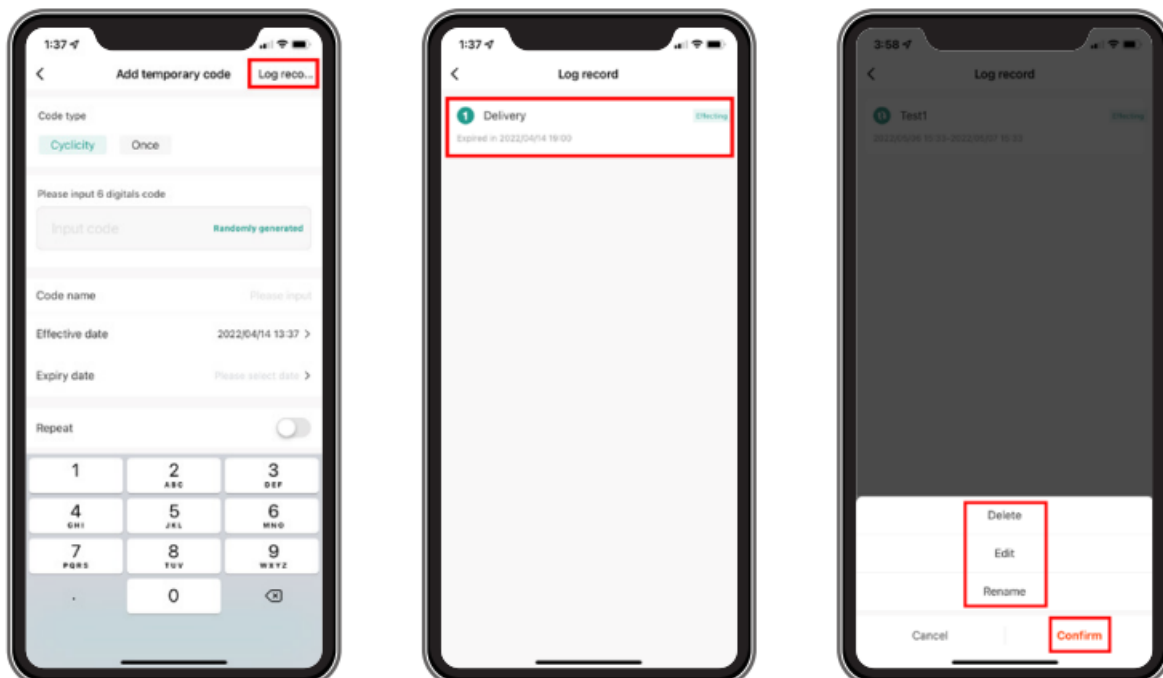 1:37
Add temporary code
Log reco...
Code type
Cyclicity
Once
Please input 6 digitals code
Input code
Randomly generated
Code name
Please input
Effective date
2022/04/14 13:37 >
Expiry date
Please select date >
Repeat
1
2
ABC
3
DEF
4
GHI
5
JKL
6
MNO
7
PQRS
8
TUV
9
WXYZ
.
0
1:37
Log record
1 Delivery
Effecting
Expired in 2022/04/14 19:00
3:58
Log record
Test1
Effecting
Delete
Edit
Rename
Cancel
Confirm